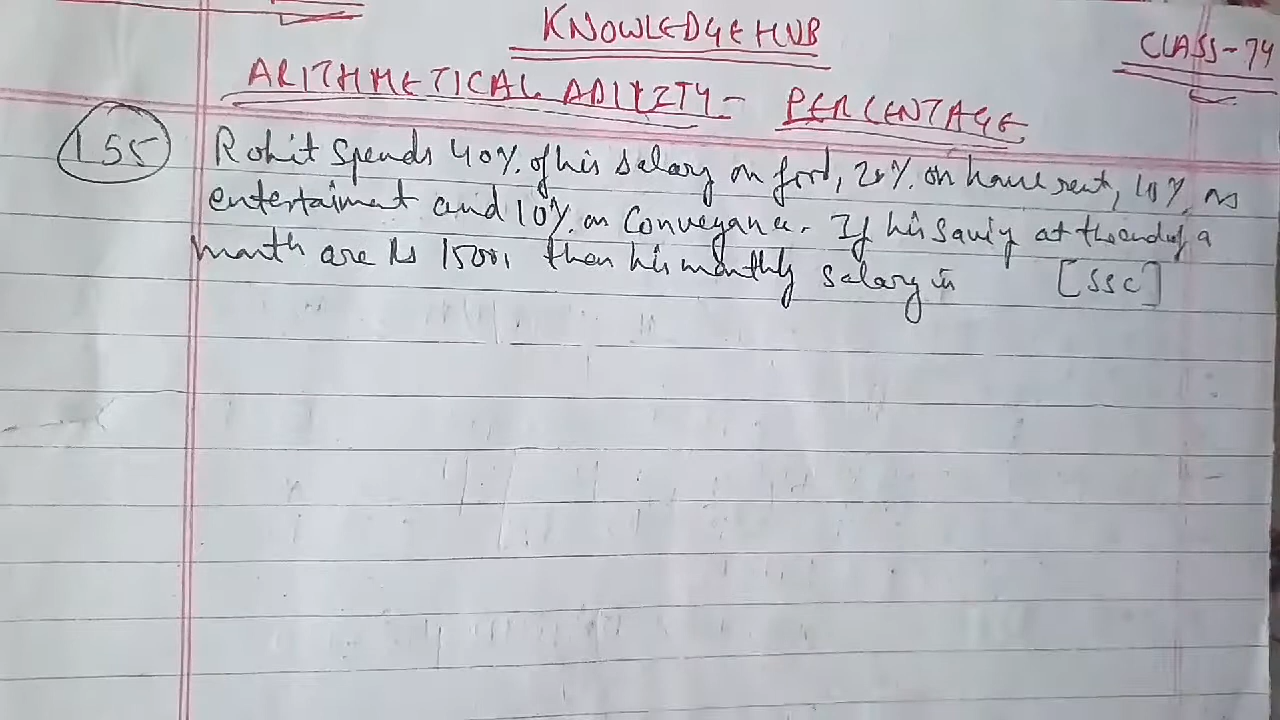 KNOWLEDGE HUB
CLASS-74
ARITHMETICAL ABILITY - PERCENTAGE
155 Rohit spends 40% of his salary on food, 20% on house rent, 10% on
entertaiment and 10% on Conveyance. If his saving at the end of a
month are Rs 1500, then his monthly salary is [SSC]